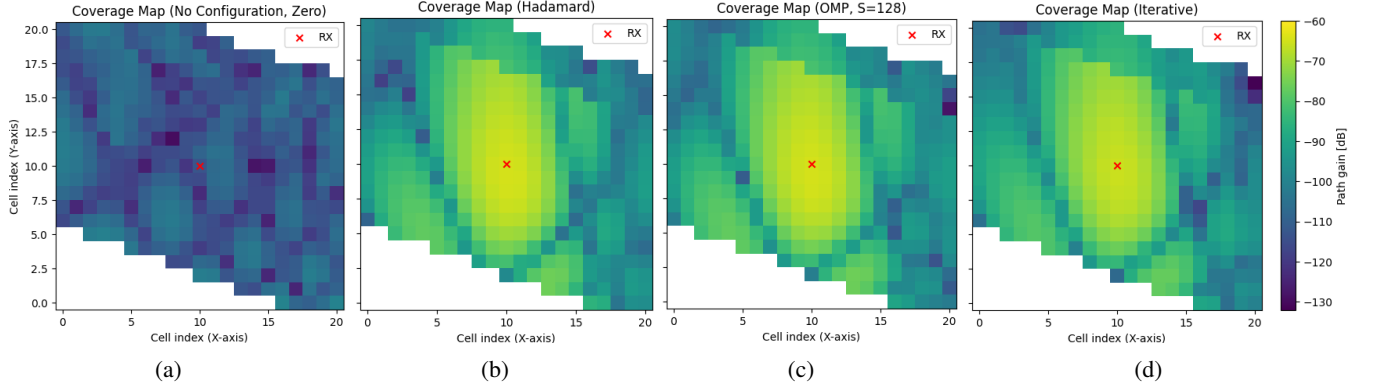 Coverage Map (No Configuration, Zero)
Coverage Map (Hadamard)
Coverage Map (OMP, S=128)
Coverage Map (Iterative)
RX
RX
RX
RX
20.0
17.5
15.0
12.5
10.0
7.5
5.0
2.5
0.0
Cell index (Y-axis)
0 5 10 15 20
0 5 10 15 20
0 5 10 15 20
0 5 10 15 20
Cell index (X-axis)
Cell index (X-axis)
Cell index (X-axis)
Cell index (X-axis)
−60
−70
−80
−90
−100
−110
−120
−130
Path gain [dB]
(a)
(b)
(c)
(d)